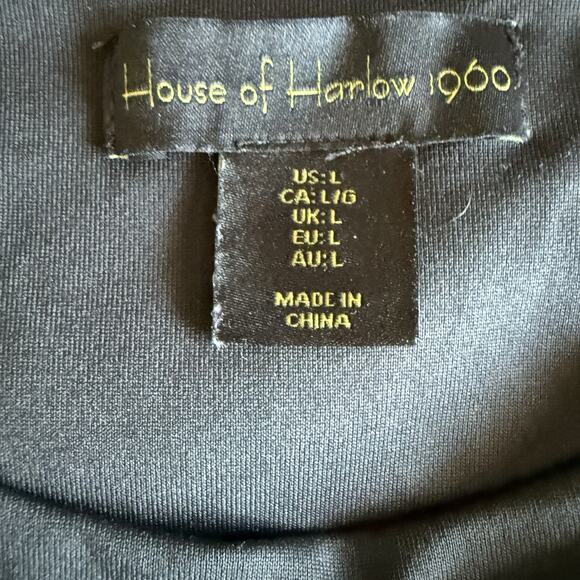 House of Harlow 1960
US: L
CA: L/G
UK: L
EU: L
AU: L
MADE IN
CHINA